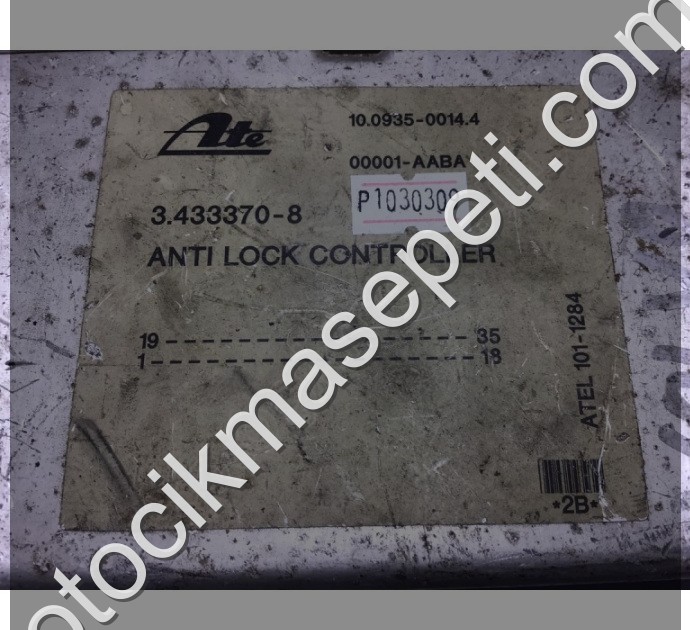 Ate
10.0935-0014.4
00001-AABA
P1030300
3.433370-8
ANTI LOCK CONTROLLER
19 ---------------- 35
1 ---------------- 18
ATEL 101-1284
*2B*
otocikmasepeti.com